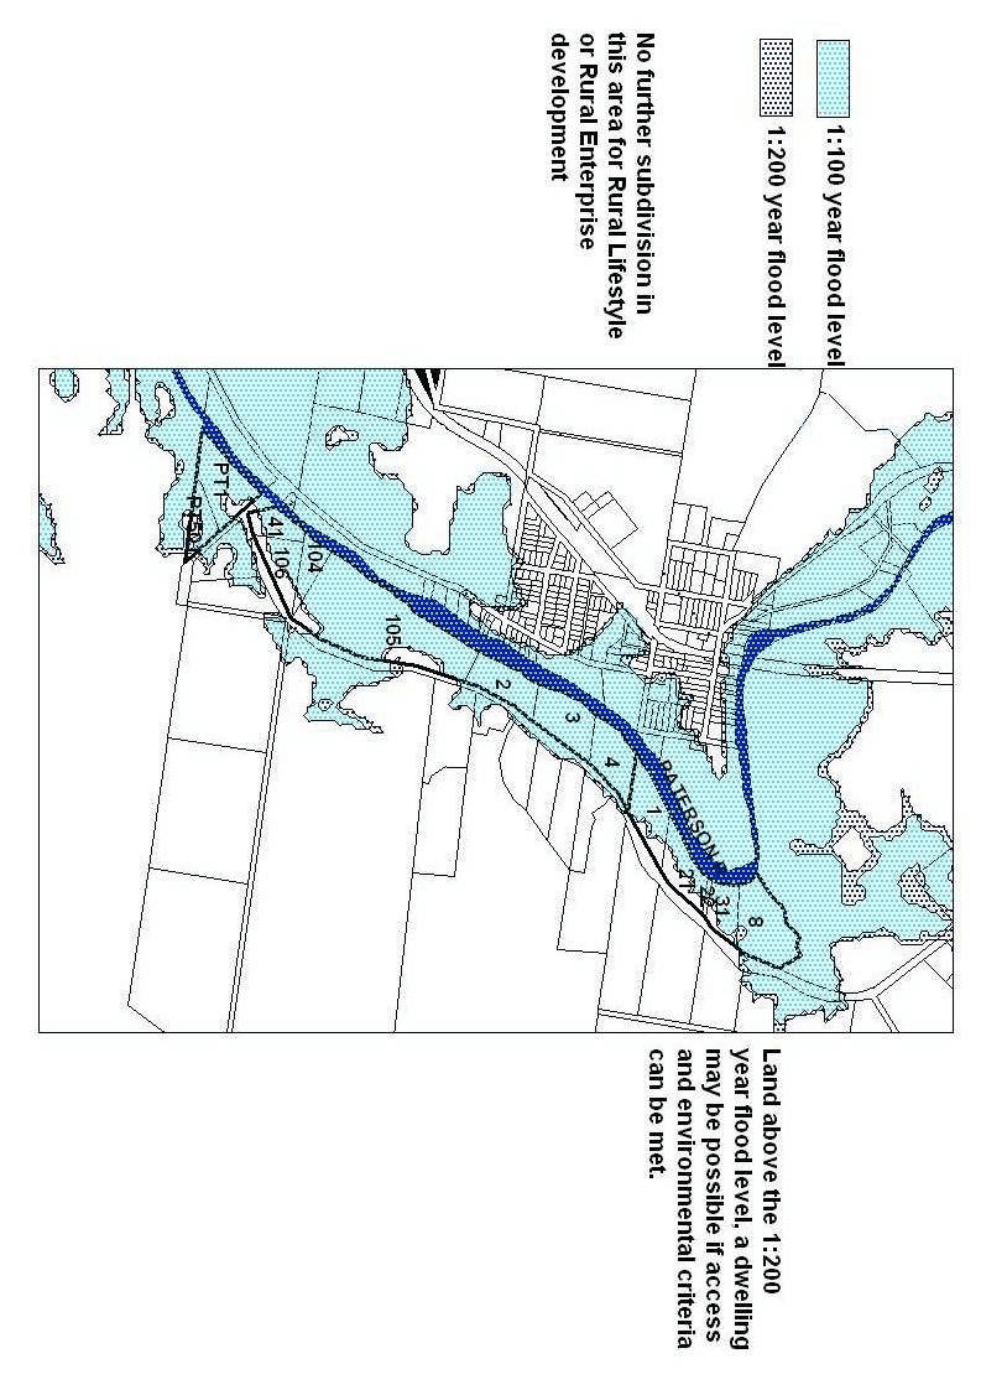 1:100 year flood level
1:200 year flood level
No further subdivision in
this area for Rural Lifestyle
or Rural Enterprise
development
PATERSON
8
31
7
4
3
2
105
104
106
41
PT1
Land above the 1:200
year flood level, a dwelling
may be possible if access
and environmental criteria
can be met.